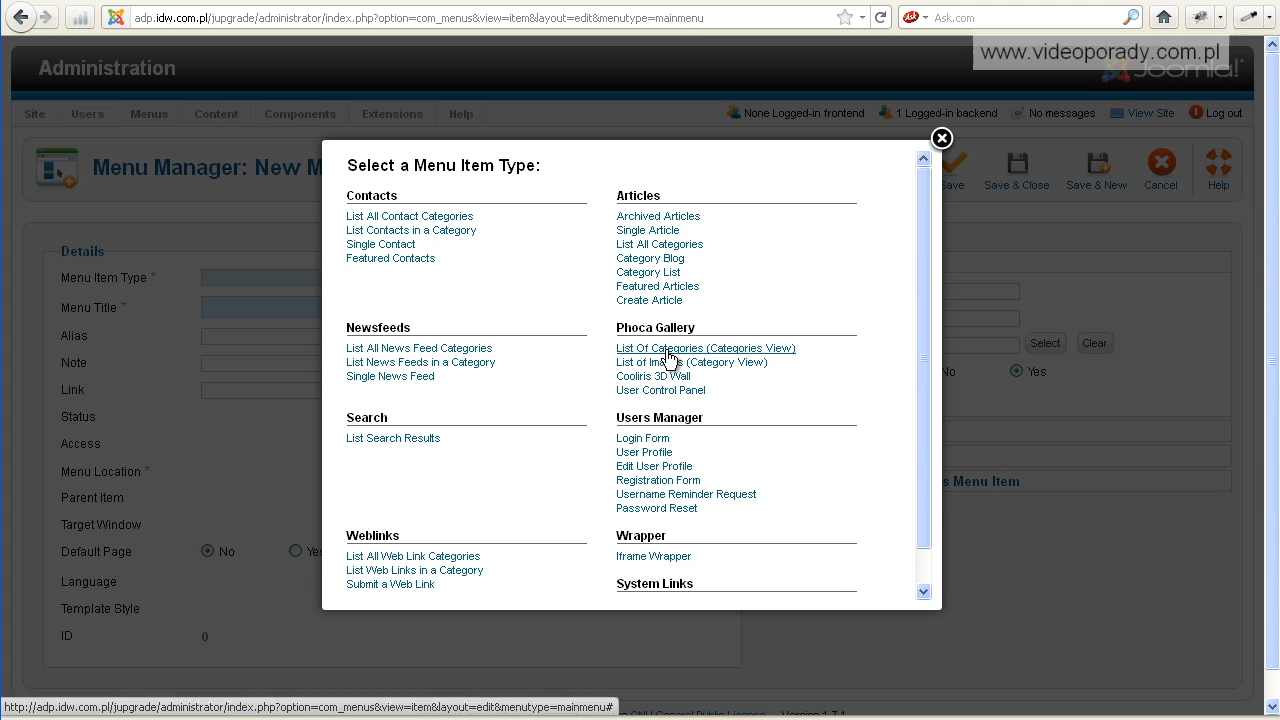 adp.idw.com.pl/jupgrade/administrator/index.php?option=com_menus&view=item&layout=edit&menutype=mainmenu
Ask
Ask.com
www.videoporady.com.pl
Administration
Joomla!
Site Users Menus Content Components Extensions Help
None Logged-in frontend 1 Logged-in backend No messages View Site Log out
Menu Manager: New M
Save Save & Close Save & New Cancel Help
Select a Menu Item Type:
Contacts
List All Contact Categories
List Contacts in a Category
Single Contact
Featured Contacts
Articles
Archived Articles
Single Article
List All Categories
Category Blog
Category List
Featured Articles
Create Article
Newsfeeds
List All News Feed Categories
List News Feeds in a Category
Single News Feed
Phoca Gallery
List Of Categories (Categories View)
List of Images (Category View)
Cooliris 3D Wall
User Control Panel
Search
List Search Results
Users Manager
Login Form
User Profile
Edit User Profile
Registration Form
Username Reminder Request
Password Reset
Weblinks
List All Web Link Categories
List Web Links in a Category
Submit a Web Link
Wrapper
Iframe Wrapper
System Links
Details
Menu Item Type *
Menu Title *
Alias
Note
Link
Status
Access
Menu Location *
Parent Item
Target Window
Default Page No Yes
Language
Template Style
ID 0
Select Clear
No Yes
s Menu Item
http://adp.idw.com.pl/jupgrade/administrator/index.php?option=com_menus&view=item&layout=edit&menutype=mainmenu#